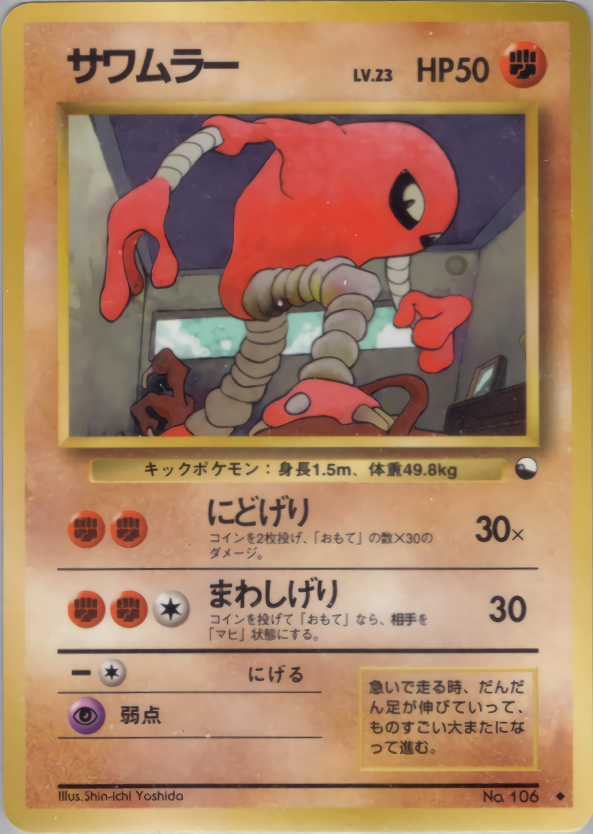 サワムラー LV.23 HP50
キックポケモン：身長1.5m、体重49.8kg
にどげり 30×
コインを2枚投げ、「おもて」の数×30の
ダメージ。
まわしげり 30
コインを投げて「おもて」なら、相手を
「マヒ」状態にする。
にげる
弱点
急いで走る時、だんだ
ん足が伸びていって、
ものすごい大またにな
って進む。
Illus. Shin-ichi Yoshida No. 106